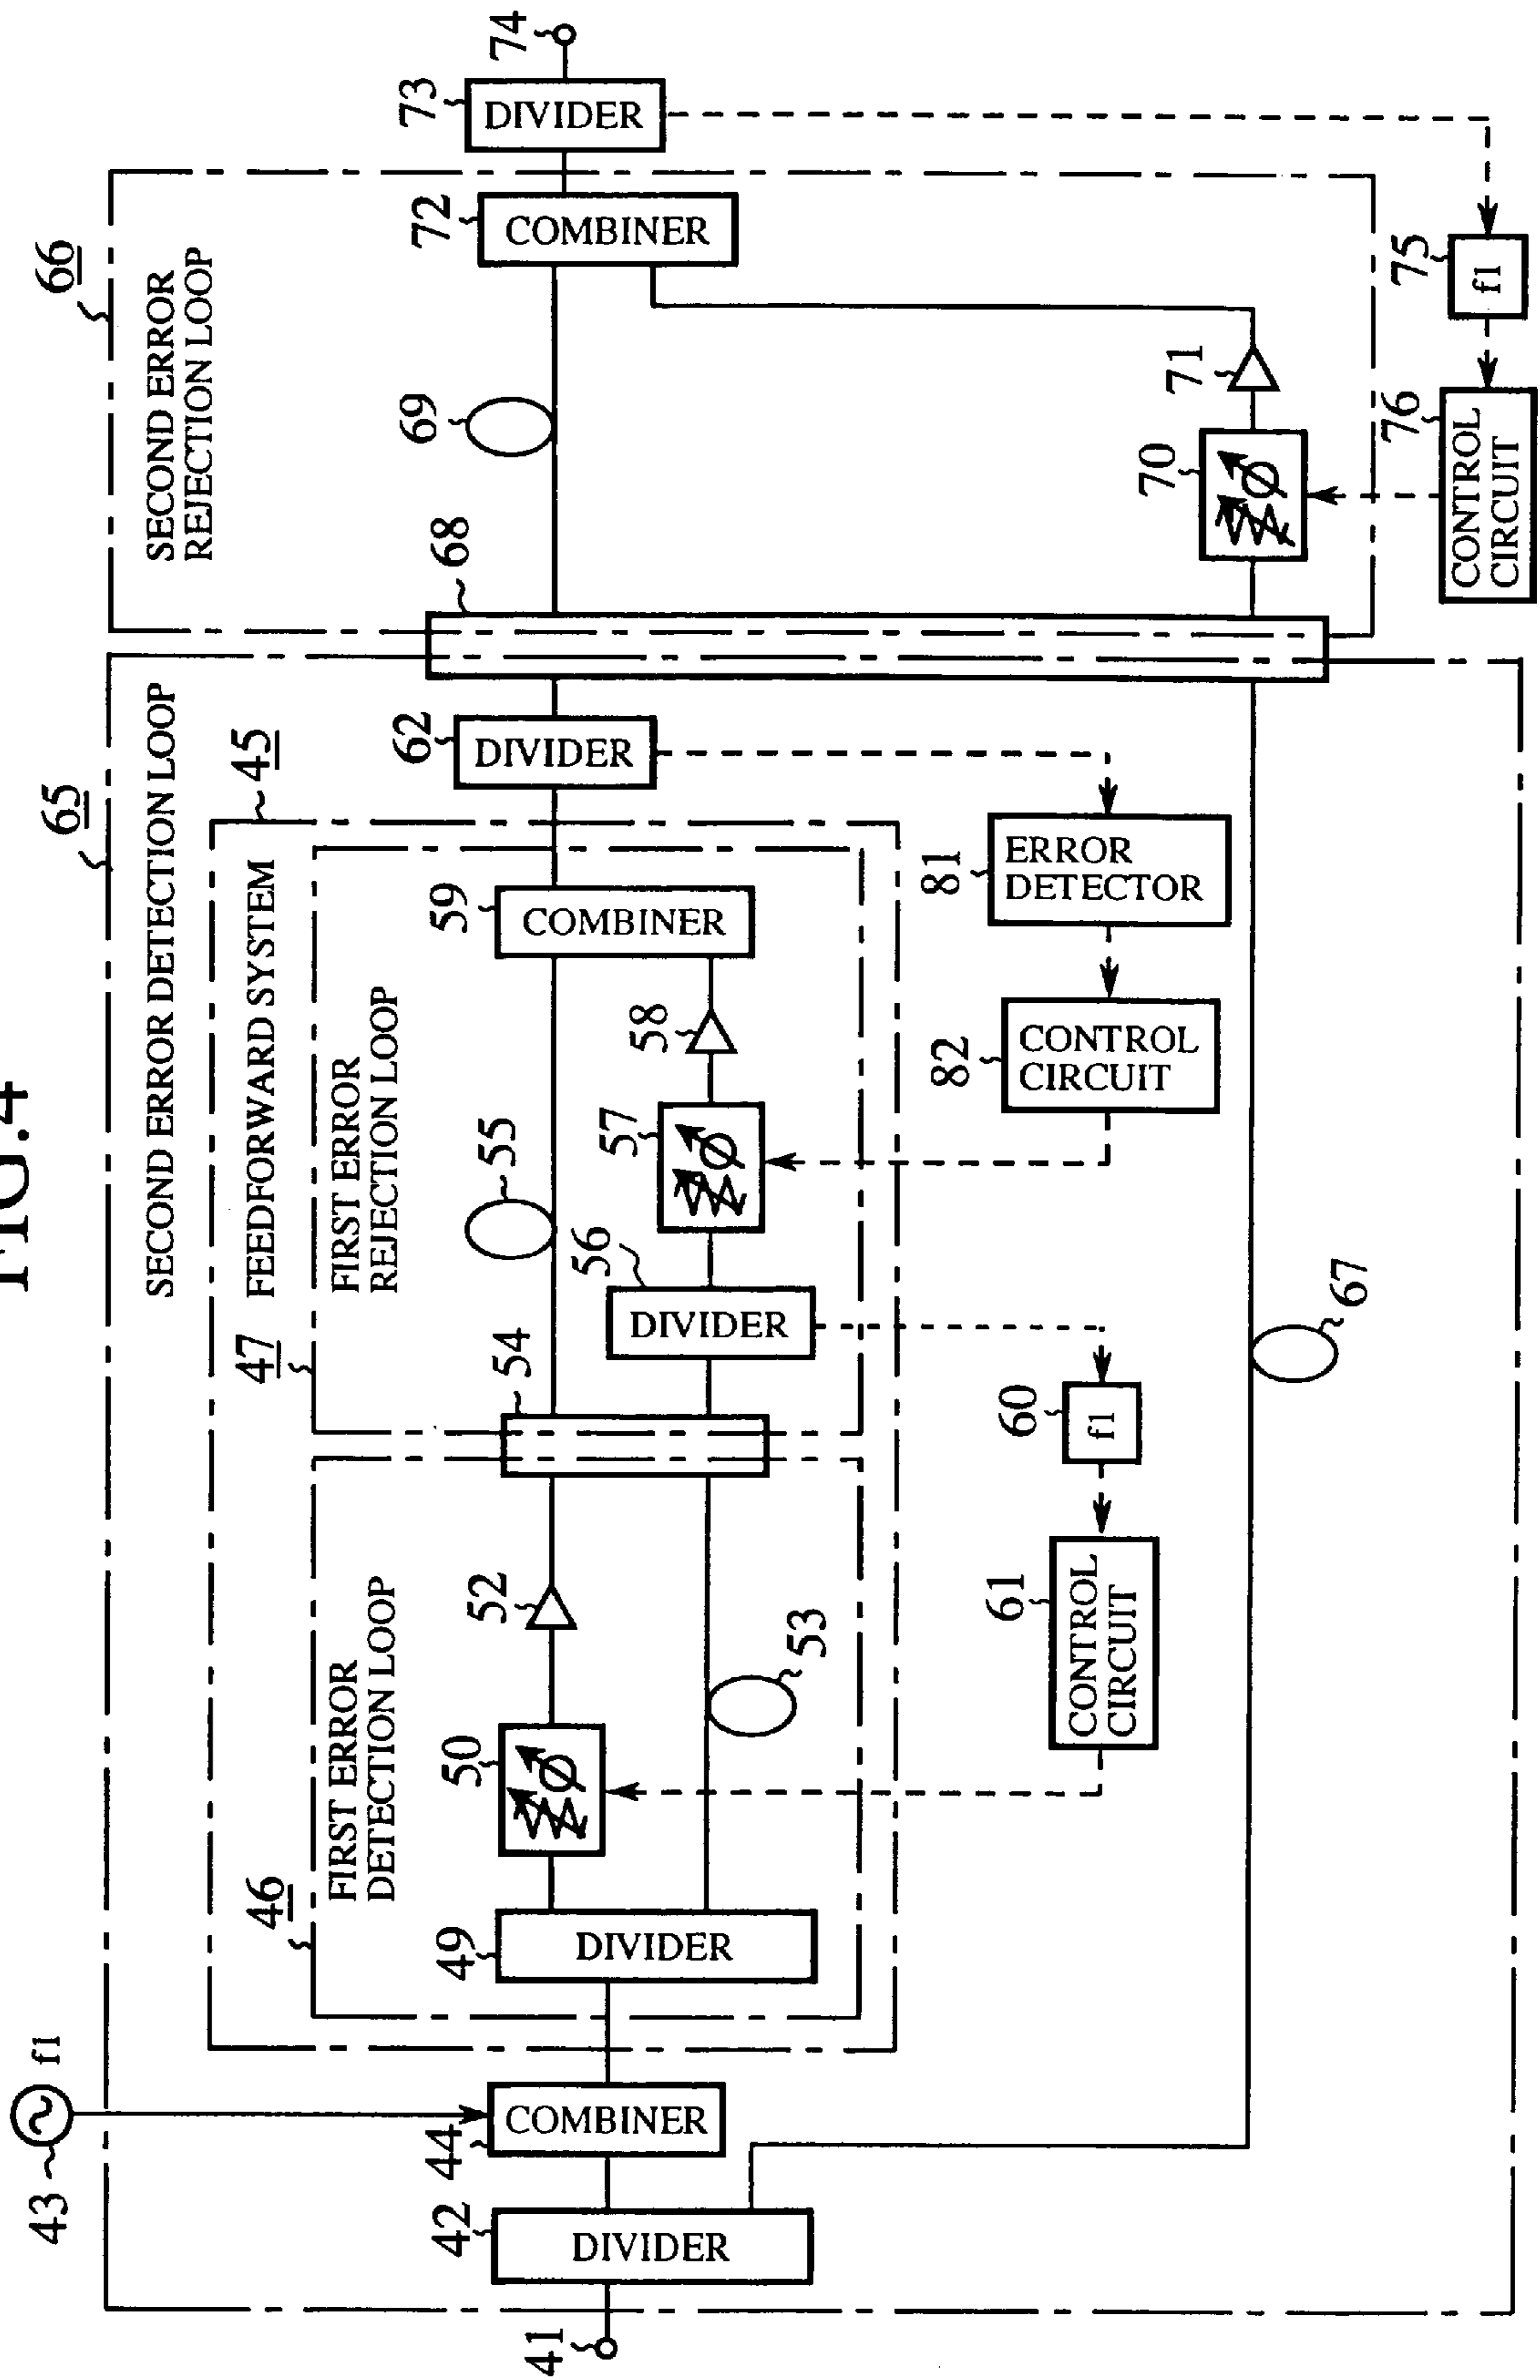 FIG.4
65
SECOND ERROR DETECTION LOOP
66
SECOND ERROR
REJECTION LOOP
45
FEEDFORWARD SYSTEM
46
FIRST ERROR
DETECTION LOOP
47
FIRST ERROR
REJECTION LOOP
43
f1
41
42
DIVIDER
44
COMBINER
49
DIVIDER
50
Ø
52
53
54
55
56
DIVIDER
57
Ø
58
59
COMBINER
62
DIVIDER
68
69
72
COMBINER
73
DIVIDER
74
61
CONTROL
CIRCUIT
60
f1
82
CONTROL
CIRCUIT
81
ERROR
DETECTOR
67
70
Ø
71
76
CONTROL
CIRCUIT
75
f1